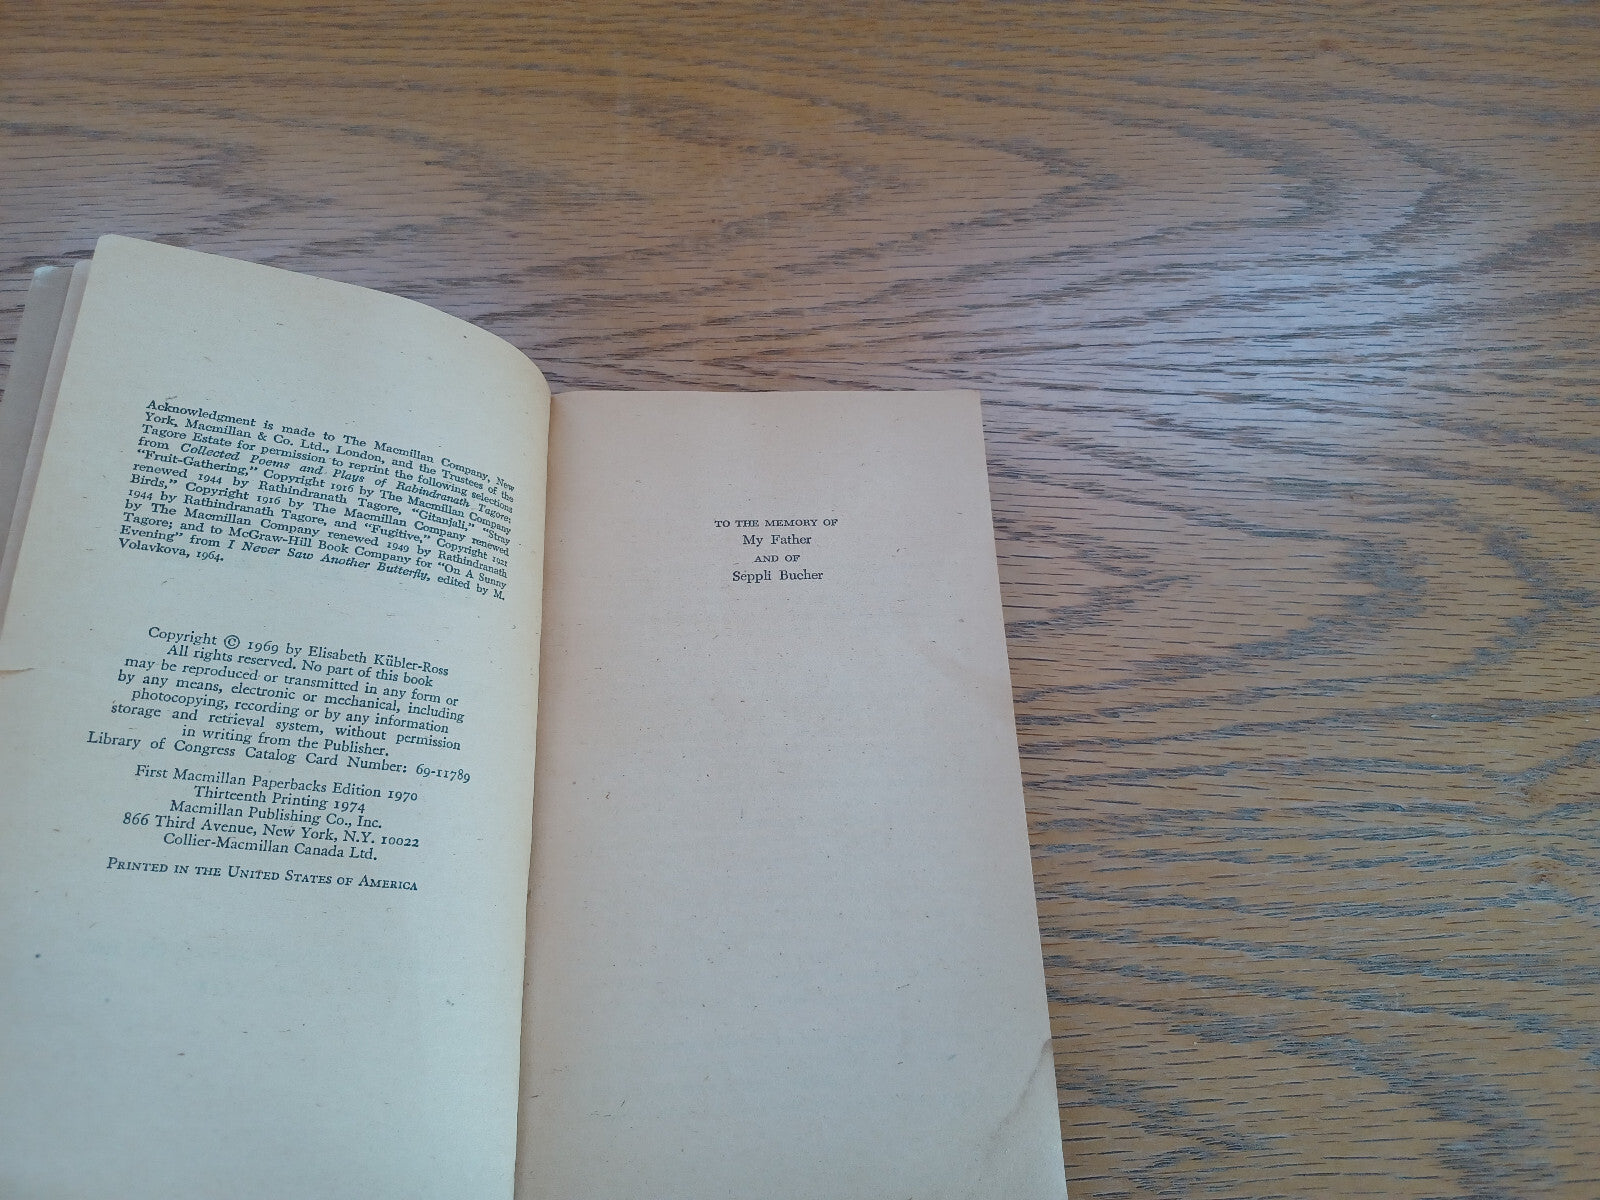 Acknowledgment is made to The Macmillan Company, New
York, Macmillan & Co. Ltd., London, and the Trustees of the
Tagore Estate for permission to reprint the following selections
from Collected Poems and Plays of Rabindranath Tagore:
"Fruit-Gathering," Copyright 1916 by The Macmillan Company
renewed 1944 by Rathindranath Tagore, "Gitanjali," "Stray
Birds," Copyright 1916 by The Macmillan Company renewed
1944 by Rathindranath Tagore, and "Fugitive," Copyright 1921
by The Macmillan Company renewed 1949 by Rathindranath
Tagore; and to McGraw-Hill Book Company for "On A Sunny
Evening" from I Never Saw Another Butterfly, edited by M.
Volavkova, 1964.
Copyright © 1969 by Elisabeth Kübler-Ross
All rights reserved. No part of this book
may be reproduced or transmitted in any form or
by any means, electronic or mechanical, including
photocopying, recording or by any information
storage and retrieval system, without permission
in writing from the Publisher.
Library of Congress Catalog Card Number: 69-11789
First Macmillan Paperbacks Edition 1970
Thirteenth Printing 1974
Macmillan Publishing Co., Inc.
866 Third Avenue, New York, N.Y. 10022
Collier-Macmillan Canada Ltd.
PRINTED IN THE UNITED STATES OF AMERICA
TO THE MEMORY OF
My Father
AND OF
Seppli Bucher